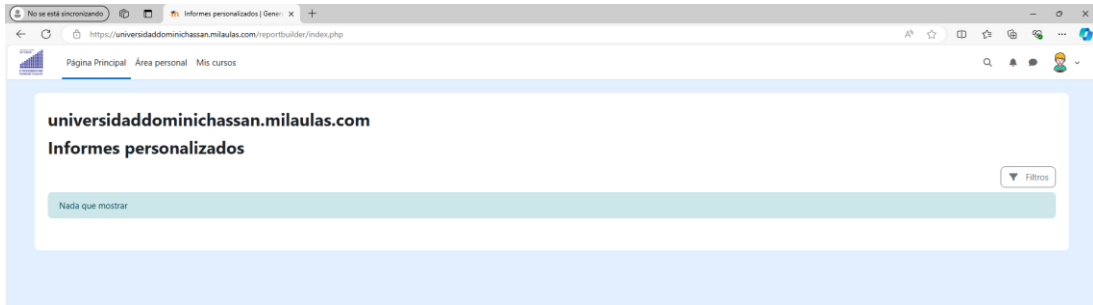 No se está sincronizando
Informes personalizados | Gener
https://universidaddominichassan.milaulas.com/reportbuilder/index.php
Página Principal Área personal Mis cursos
universidaddominichassan.milaulas.com
Informes personalizados
Filtros
Nada que mostrar